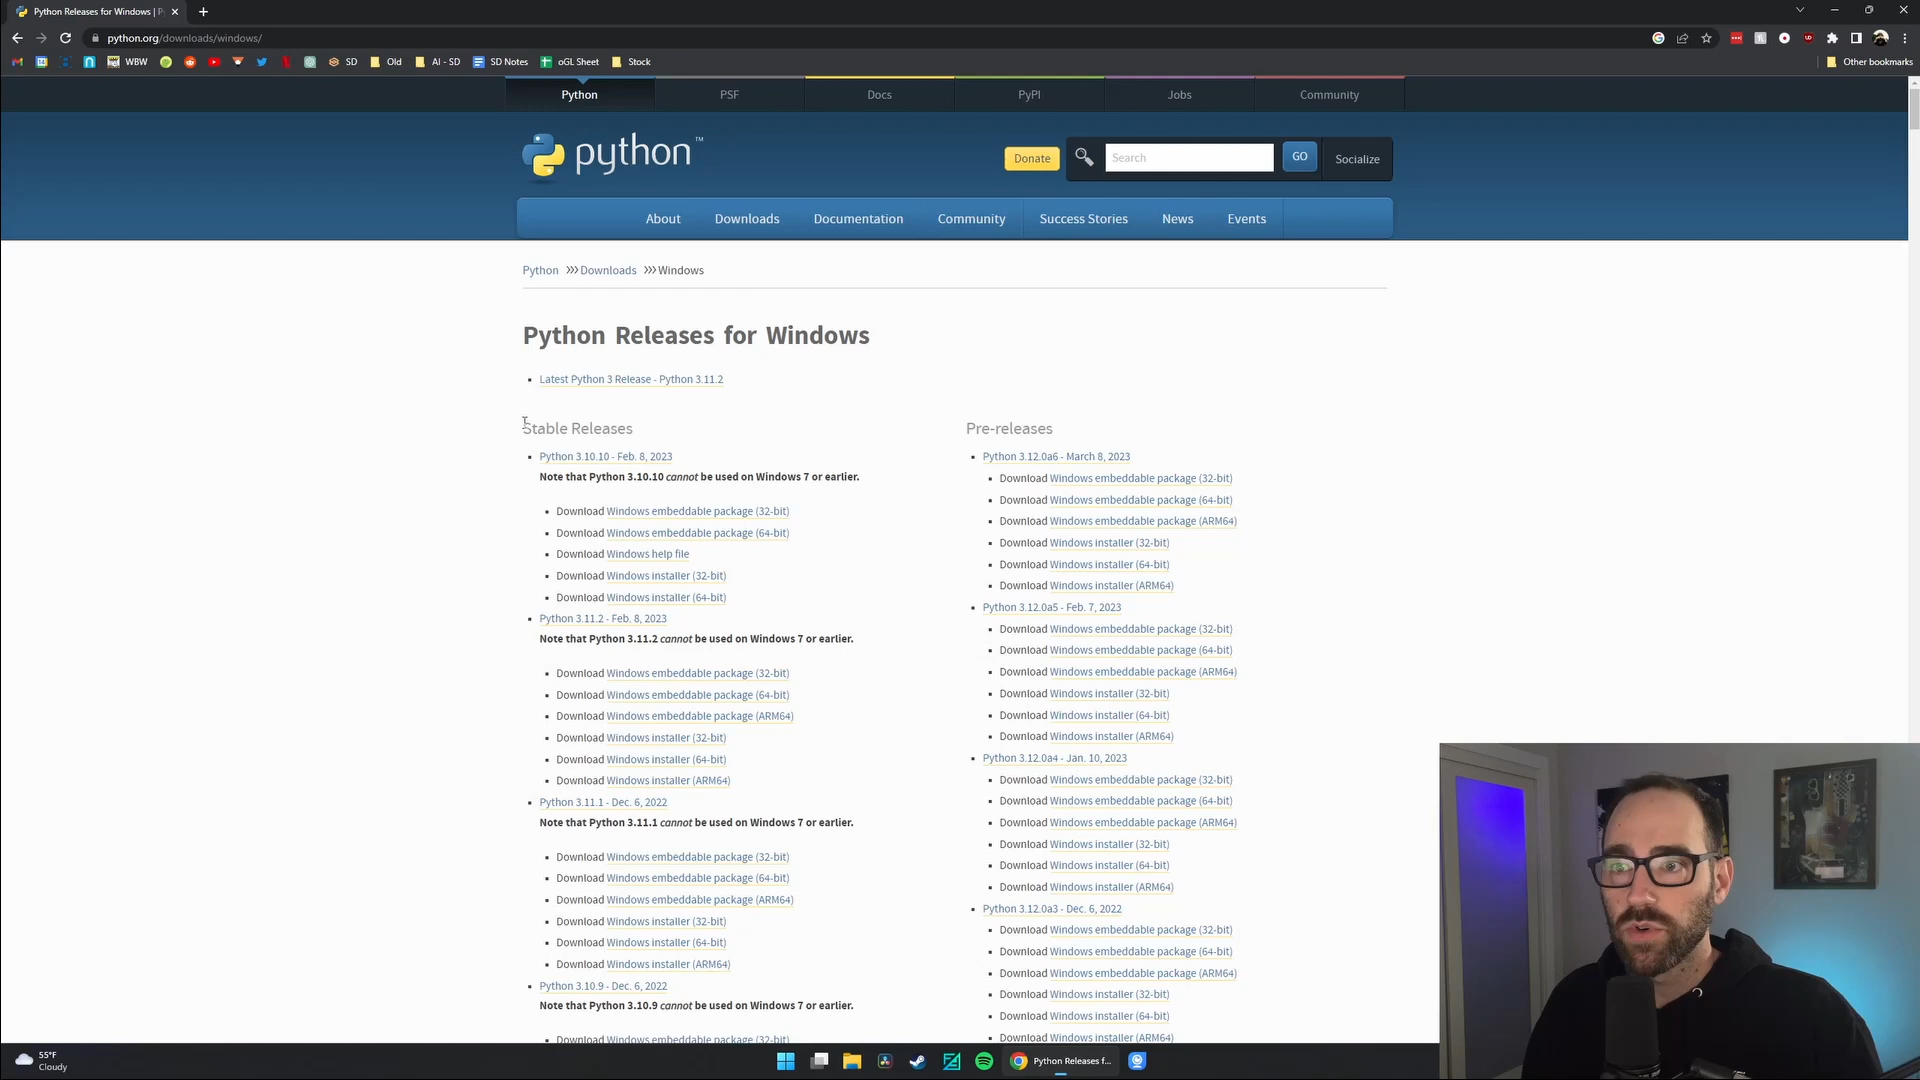 Python Releases for Windows | P
python.org/downloads/windows/
WBW
SD
Old
AI - SD
SD Notes
oGL Sheet
Stock
Other bookmarks
Python
PSF
Docs
PyPI
Jobs
Community
python™
Donate
Search
GO
Socialize
About
Downloads
Documentation
Community
Success Stories
News
Events
Python >>> Downloads >>> Windows
Python Releases for Windows
Latest Python 3 Release - Python 3.11.2
Stable Releases
Python 3.10.10 - Feb. 8, 2023
Note that Python 3.10.10 cannot be used on Windows 7 or earlier.
Download Windows embeddable package (32-bit)
Download Windows embeddable package (64-bit)
Download Windows help file
Download Windows installer (32-bit)
Download Windows installer (64-bit)
Python 3.11.2 - Feb. 8, 2023
Note that Python 3.11.2 cannot be used on Windows 7 or earlier.
Download Windows embeddable package (32-bit)
Download Windows embeddable package (64-bit)
Download Windows embeddable package (ARM64)
Download Windows installer (32-bit)
Download Windows installer (64-bit)
Download Windows installer (ARM64)
Python 3.11.1 - Dec. 6, 2022
Note that Python 3.11.1 cannot be used on Windows 7 or earlier.
Download Windows embeddable package (32-bit)
Download Windows embeddable package (64-bit)
Download Windows embeddable package (ARM64)
Download Windows installer (32-bit)
Download Windows installer (64-bit)
Download Windows installer (ARM64)
Python 3.10.9 - Dec. 6, 2022
Note that Python 3.10.9 cannot be used on Windows 7 or earlier.
Download Windows embeddable package (32-bit)
Pre-releases
Python 3.12.0a6 - March 8, 2023
Download Windows embeddable package (32-bit)
Download Windows embeddable package (64-bit)
Download Windows embeddable package (ARM64)
Download Windows installer (32-bit)
Download Windows installer (64-bit)
Download Windows installer (ARM64)
Python 3.12.0a5 - Feb. 7, 2023
Download Windows embeddable package (32-bit)
Download Windows embeddable package (64-bit)
Download Windows embeddable package (ARM64)
Download Windows installer (32-bit)
Download Windows installer (64-bit)
Download Windows installer (ARM64)
Python 3.12.0a4 - Jan. 10, 2023
Download Windows embeddable package (32-bit)
Download Windows embeddable package (64-bit)
Download Windows embeddable package (ARM64)
Download Windows installer (32-bit)
Download Windows installer (64-bit)
Download Windows installer (ARM64)
Python 3.12.0a3 - Dec. 6, 2022
Download Windows embeddable package (32-bit)
Download Windows embeddable package (64-bit)
Download Windows embeddable package (ARM64)
Download Windows installer (32-bit)
Download Windows installer (64-bit)
Download Windows installer (ARM64)
55°F
Cloudy
Python Releases f...